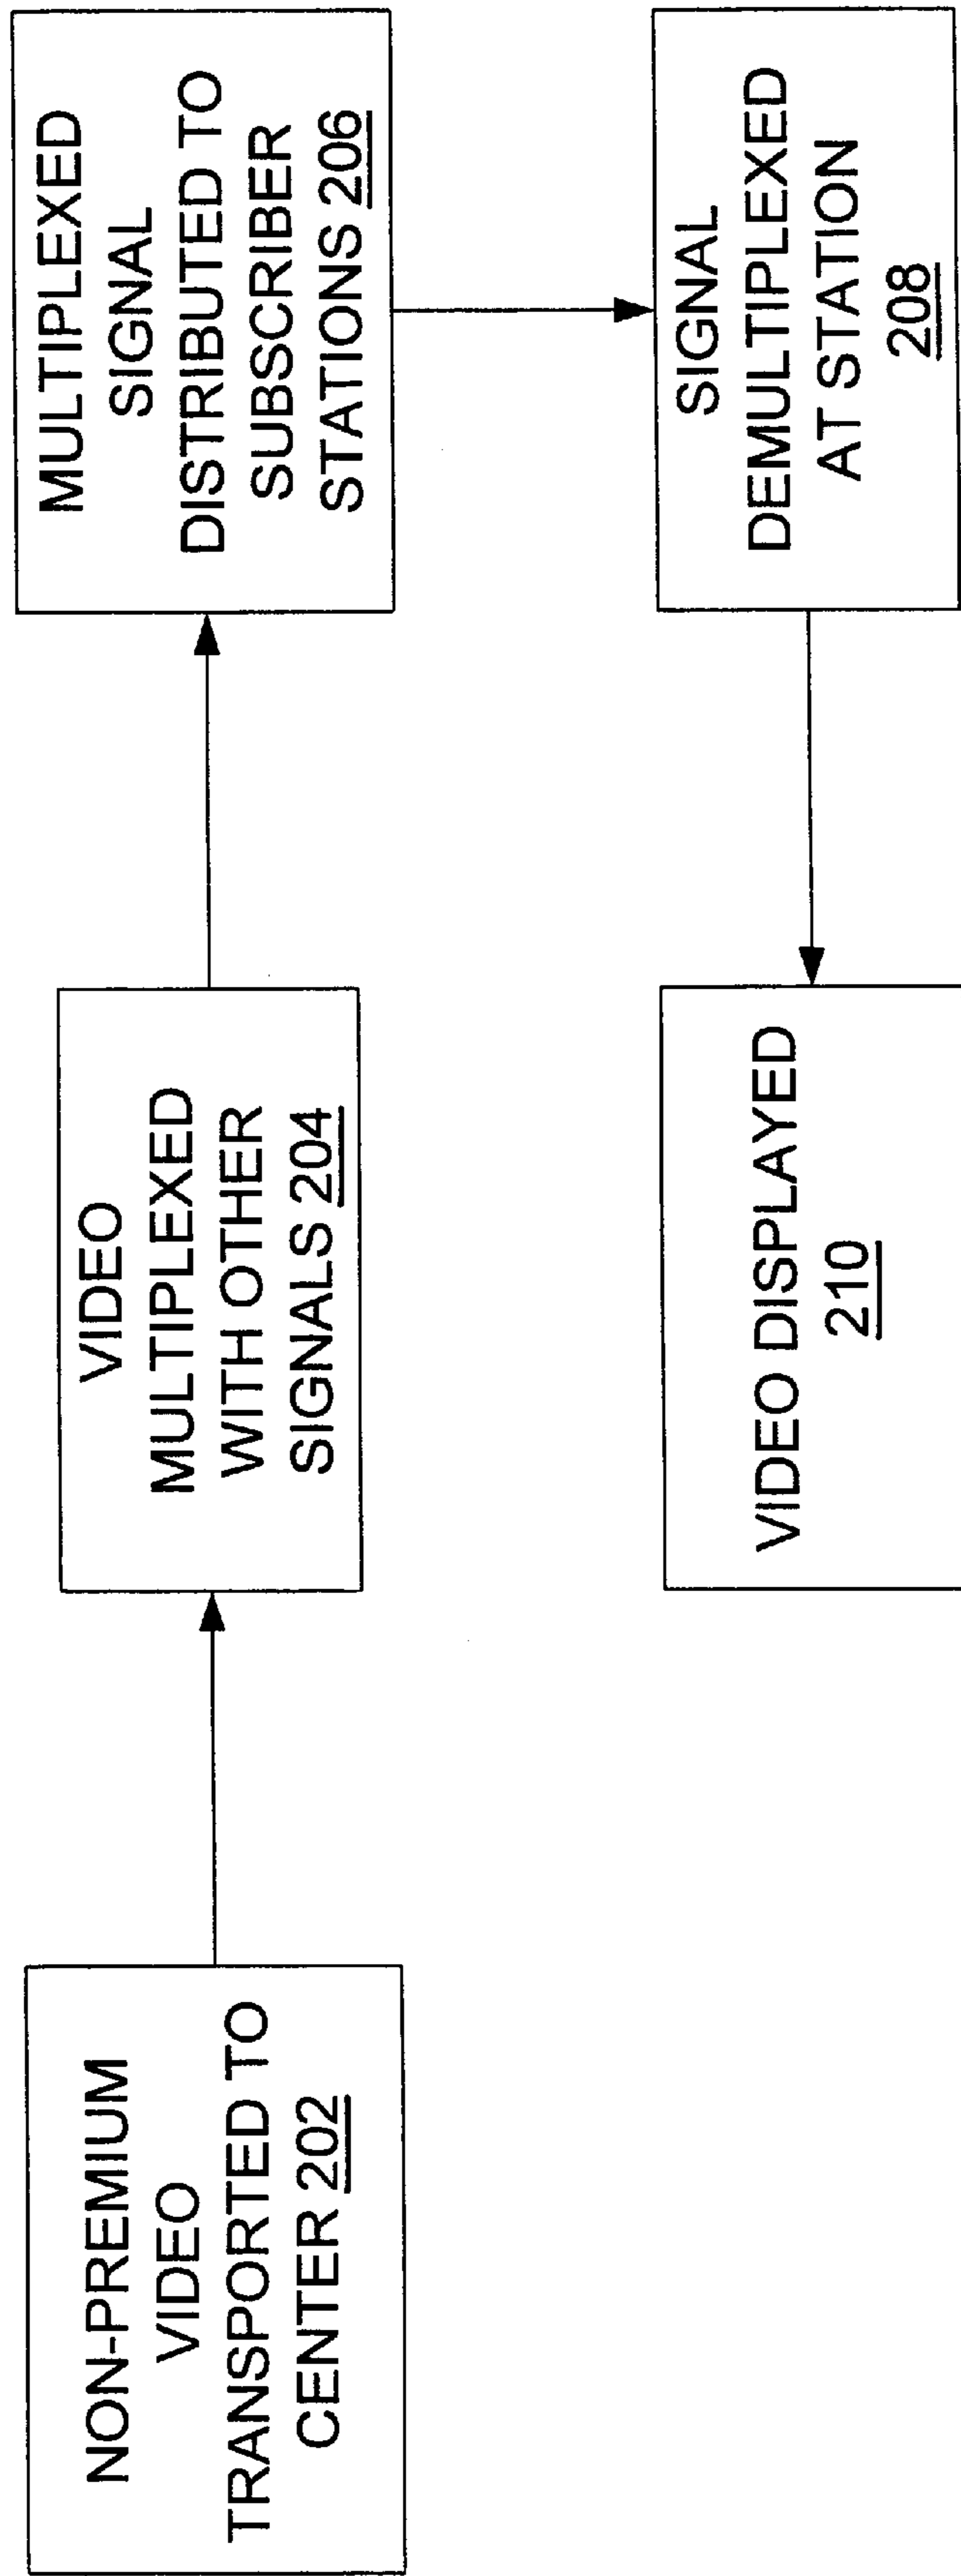 NON-PREMIUM
VIDEO
TRANSPORTED TO
CENTER 202
VIDEO
MULTIPLEXED
WITH OTHER
SIGNALS 204
MULTIPLEXED
SIGNAL
DISTRIBUTED TO
SUBSCRIBER
STATIONS 206
SIGNAL
DEMULTIPLEXED
AT STATION
208
VIDEO DISPLAYED
210